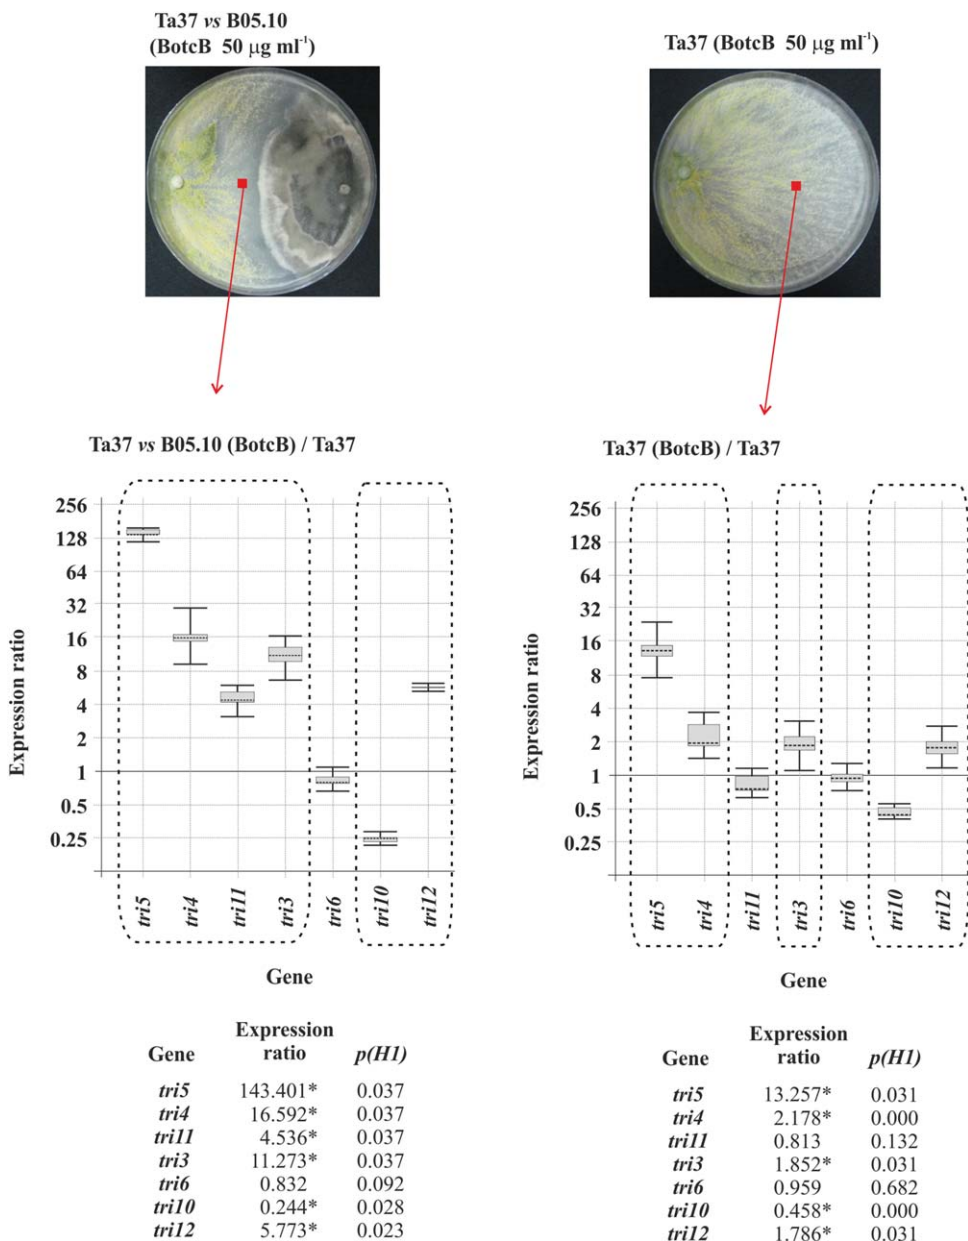 Ta37 vs B05.10
(BotcB 50 μg ml⁻¹)
Ta37 (BotcB 50 μg ml⁻¹)
Ta37 vs B05.10 (BotcB) / Ta37
Expression ratio
256
128
64
32
16
8
4
2
1
0.5
0.25
tri5 tri4 tri11 tri3 tri6 tri10 tri12
Gene
Gene Expression ratio p(H1)
tri5 143.401* 0.037
tri4 16.592* 0.037
tri11 4.536* 0.037
tri3 11.273* 0.037
tri6 0.832 0.092
tri10 0.244* 0.028
tri12 5.773* 0.023
Ta37 (BotcB) / Ta37
Expression ratio
256
128
64
32
16
8
4
2
1
0.5
0.25
tri5 tri4 tri11 tri3 tri6 tri10 tri12
Gene
Gene Expression ratio p(H1)
tri5 13.257* 0.031
tri4 2.178* 0.000
tri11 0.813 0.132
tri3 1.852* 0.031
tri6 0.959 0.682
tri10 0.458* 0.000
tri12 1.786* 0.031